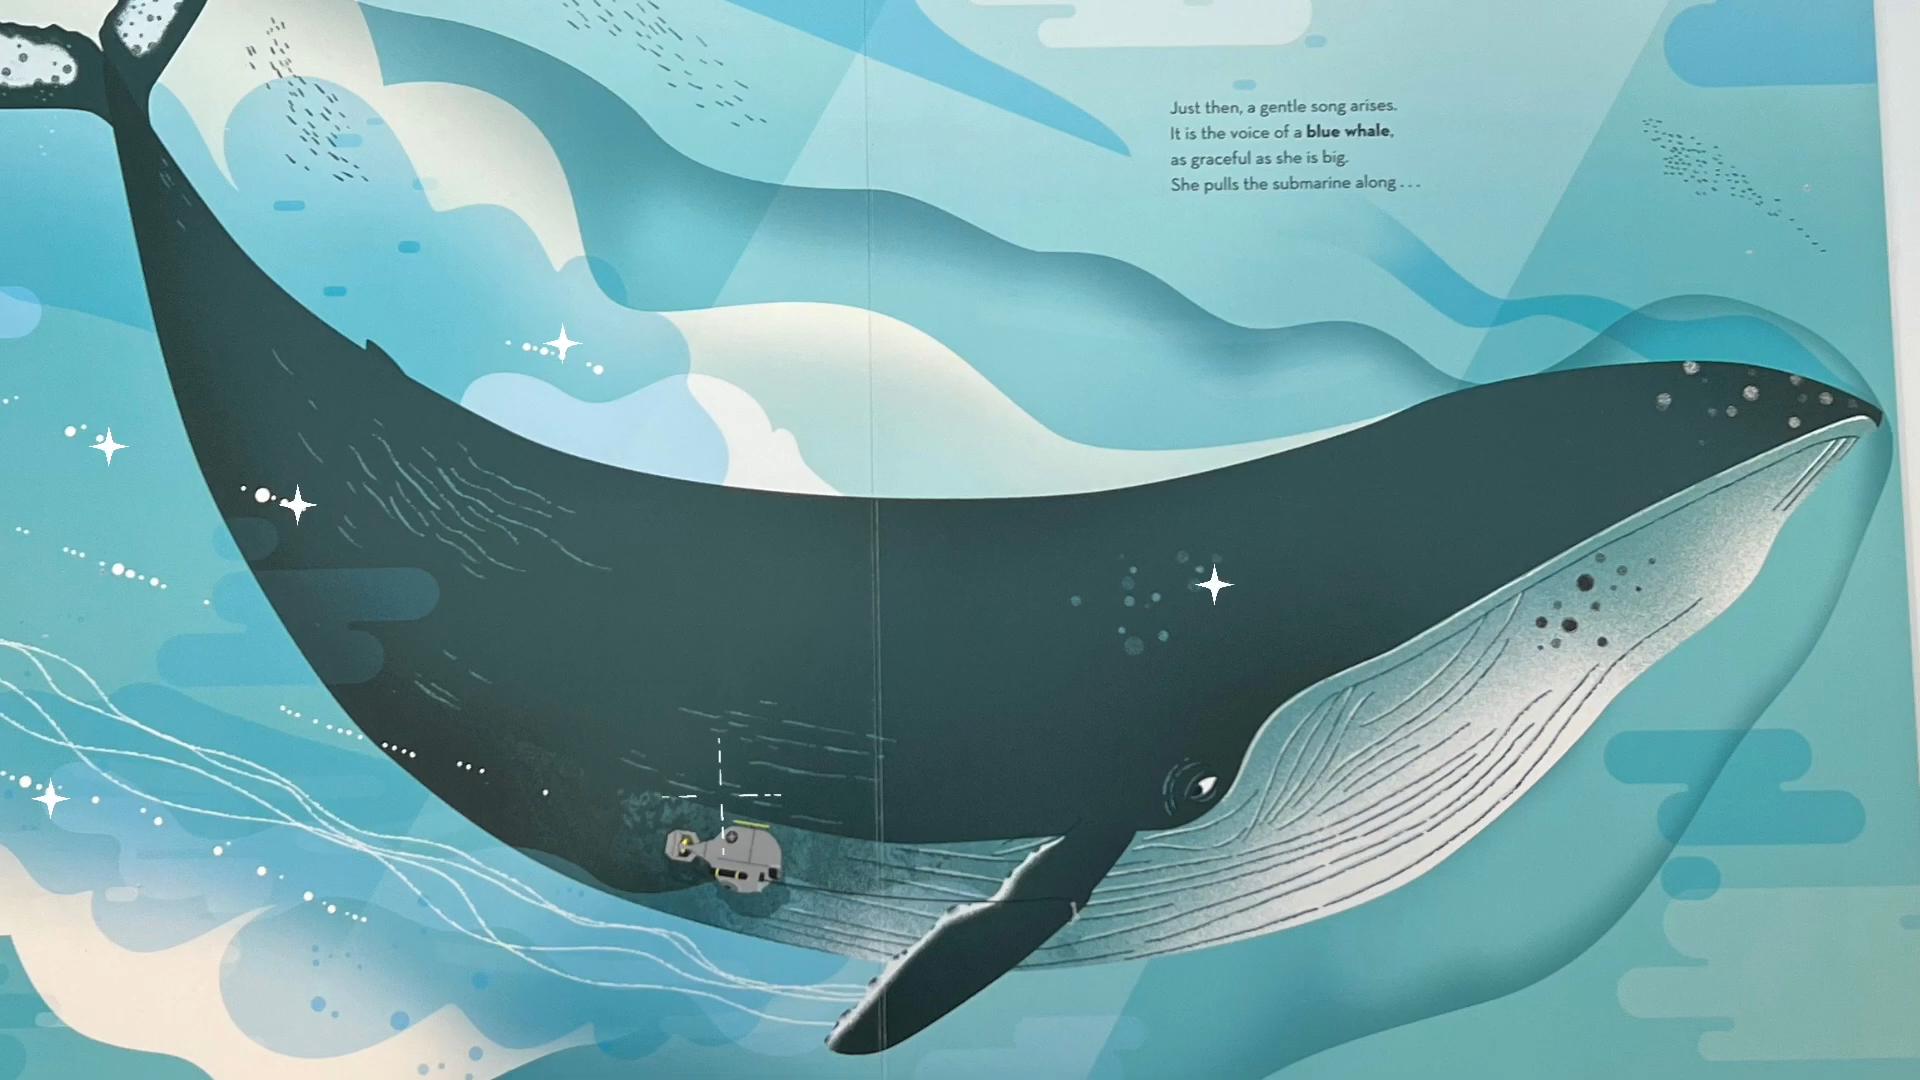 Just then, a gentle song arises.
It is the voice of a blue whale,
as graceful as she is big.
She pulls the submarine along...